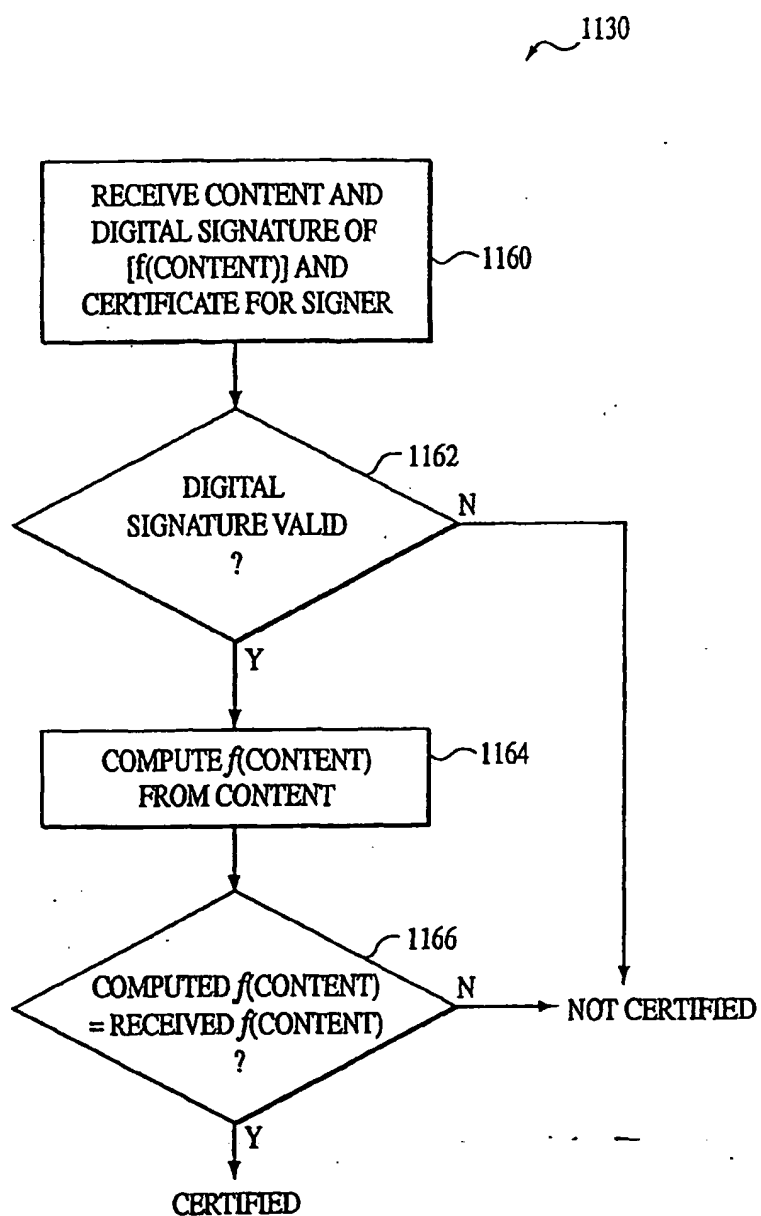 1130
RECEIVE CONTENT AND
DIGITAL SIGNATURE OF
[f(CONTENT)] AND
CERTIFICATE FOR SIGNER
1160
1162
DIGITAL
SIGNATURE VALID
?
N
Y
COMPUTE f(CONTENT)
FROM CONTENT
1164
1166
COMPUTED f(CONTENT)
= RECEIVED f(CONTENT)
?
N
NOT CERTIFIED
Y
CERTIFIED